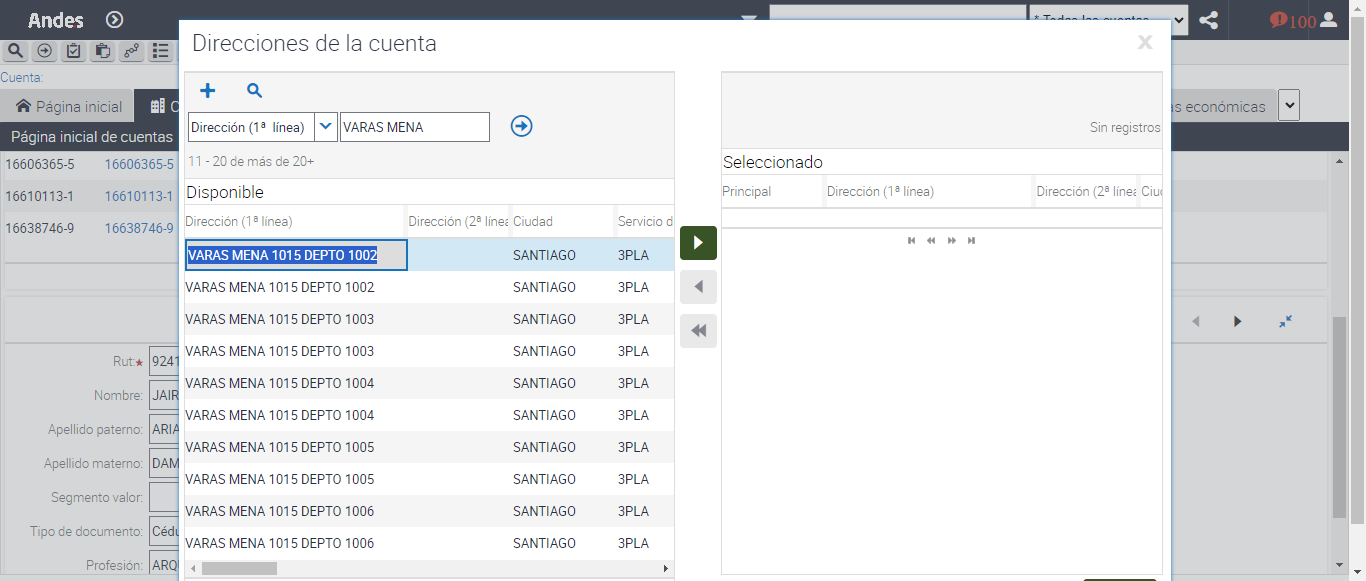 Andes
* Todas las cuentas
100
Direcciones de la cuenta
X
Cuenta:
Página inicial
as económicas
Página inicial de cuentas
Dirección (1ª línea)
VARAS MENA
Sin registros
11 - 20 de más de 20+
Disponible
Seleccionado
Dirección (1ª línea) Dirección (2ª línea Ciudad Servicio d
Principal Dirección (1ª línea) Dirección (2ª línea Ciu
16606365-5 16606365-5
16610113-1 16610113-1
16638746-9 16638746-9
VARAS MENA 1015 DEPTO 1002 SANTIAGO 3PLA
VARAS MENA 1015 DEPTO 1002 SANTIAGO 3PLA
VARAS MENA 1015 DEPTO 1003 SANTIAGO 3PLA
VARAS MENA 1015 DEPTO 1003 SANTIAGO 3PLA
VARAS MENA 1015 DEPTO 1004 SANTIAGO 3PLA
VARAS MENA 1015 DEPTO 1004 SANTIAGO 3PLA
VARAS MENA 1015 DEPTO 1005 SANTIAGO 3PLA
VARAS MENA 1015 DEPTO 1005 SANTIAGO 3PLA
VARAS MENA 1015 DEPTO 1006 SANTIAGO 3PLA
VARAS MENA 1015 DEPTO 1006 SANTIAGO 3PLA
Rut:* 9241
Nombre: JAIR
Apellido paterno: ARIA
Apellido materno: DAM
Segmento valor:
Tipo de documento: Cédu
Profesión: ARQ